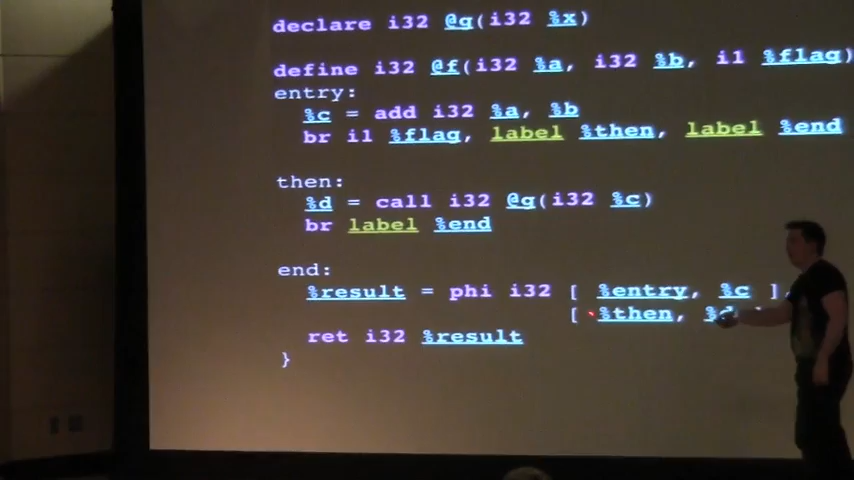 declare i32 @g(i32 %x)
define i32 @f(i32 %a, i32 %b, i1 %flag)
entry:
%c = add i32 %a, %b
br i1 %flag, label %then, label %end
then:
%d = call i32 @g(i32 %c)
br label %end
end:
%result = phi i32 [ %entry, %c ],
[ %then, %d
ret i32 %result
}